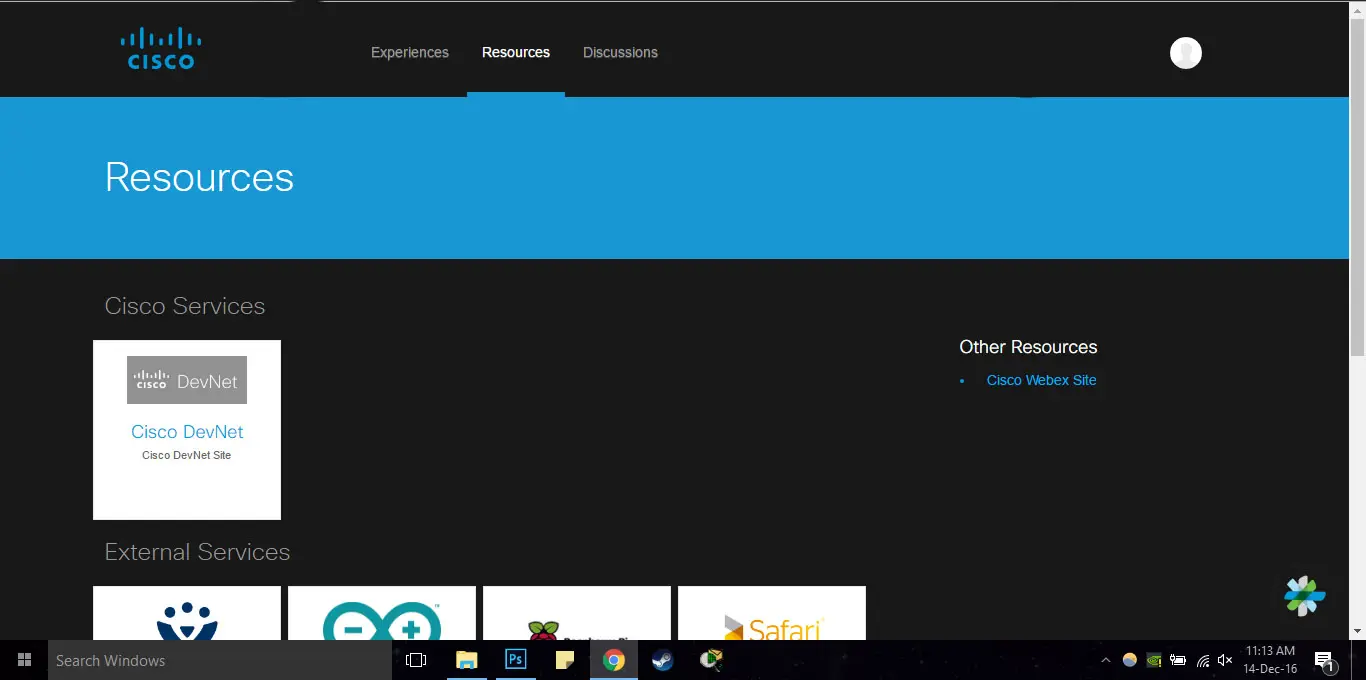 CISCO
Experiences
Resources
Discussions
Resources
Cisco Services
CISCO DevNet
Cisco DevNet
Cisco DevNet Site
Other Resources
Cisco Webex Site
External Services
™
Safari
Search Windows
Ps
11:13 AM
14-Dec-16
1